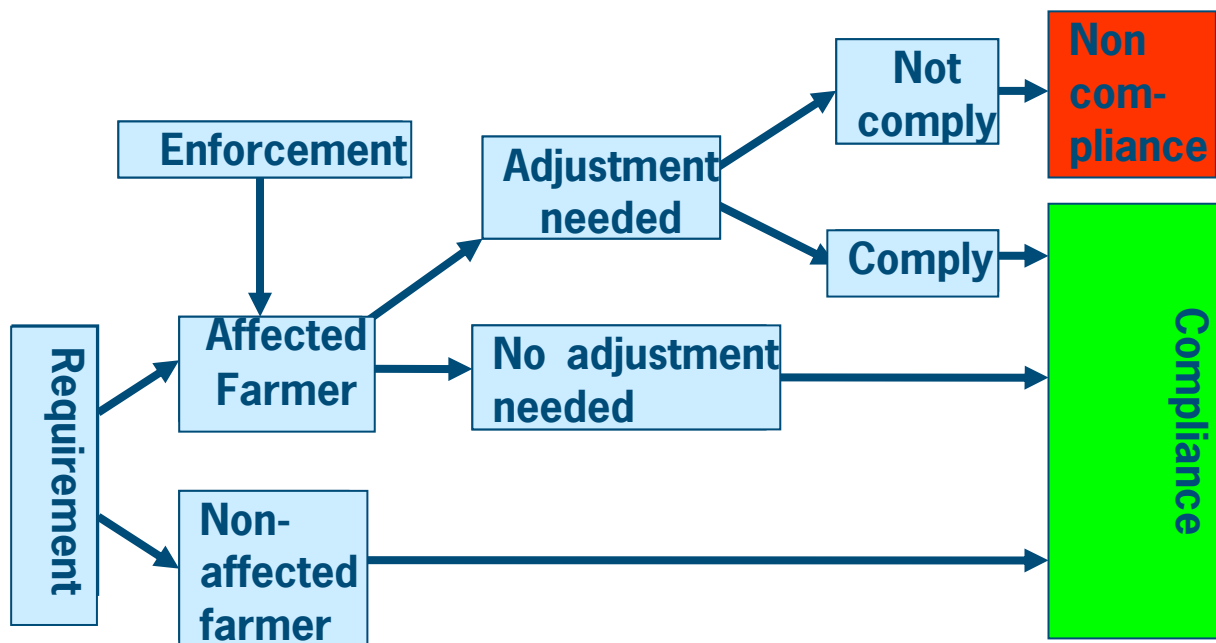 Not
comply
Non
com-
pliance
Enforcement
Adjustment
needed
Comply
Requirement
Affected
Farmer
No adjustment
needed
Compliance
Non-
affected
farmer